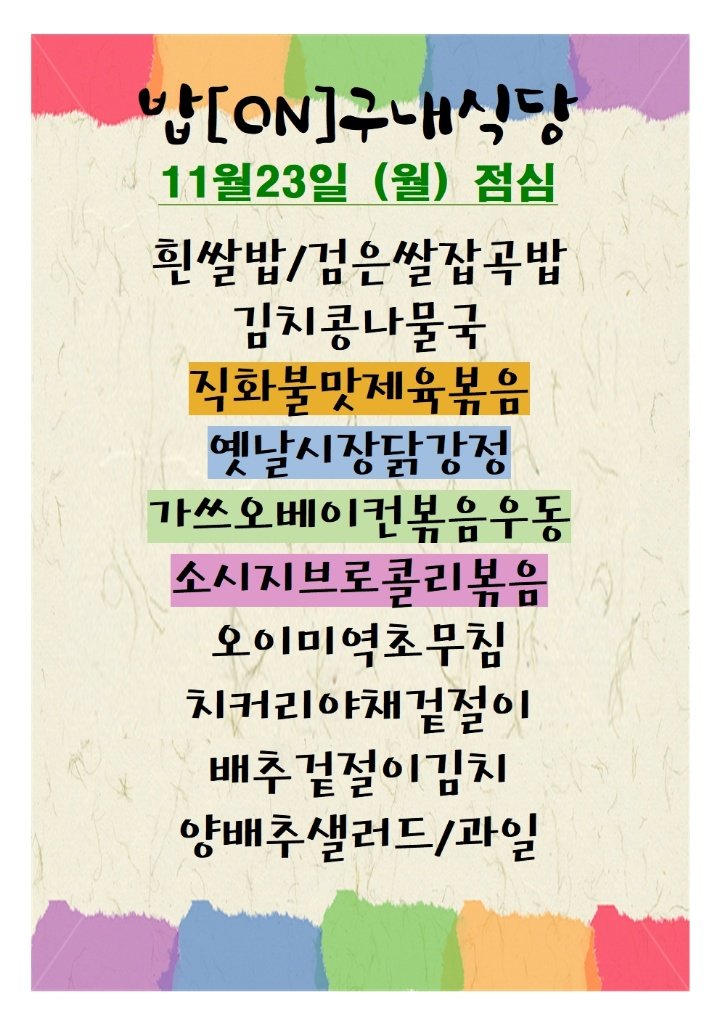 밥[ON]구내식당
11월23일 (월) 점심
흰쌀밥/검은쌀잡곡밥
김치콩나물국
직화불맛제육볶음
옛날시장닭강정
가쓰오베이컨볶음우동
소시지브로콜리볶음
오이미역초무침
치커리야채겉절이
배추겉절이김치
양배추샐러드/과일